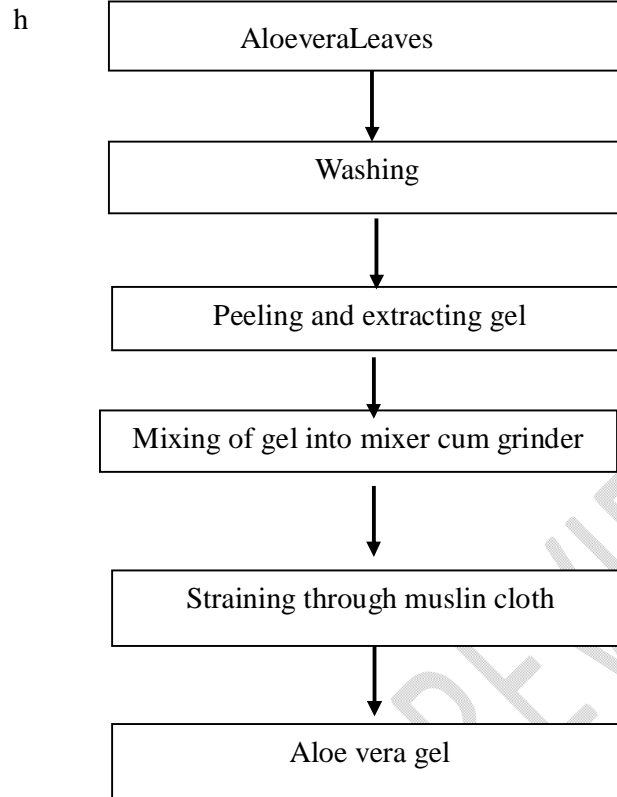 h
AloeveraLeaves
Washing
Peeling and extracting gel
Mixing of gel into mixer cum grinder
Straining through muslin cloth
Aloe vera gel